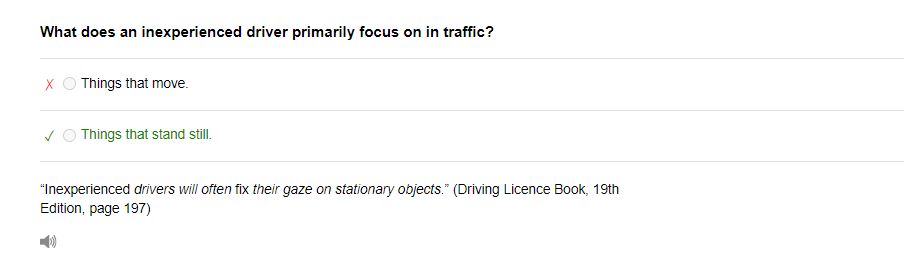 What does an inexperienced driver primarily focus on in traffic?
Things that move.
Things that stand still.
“Inexperienced drivers will often fix their gaze on stationary objects.” (Driving Licence Book, 19th
Edition, page 197)